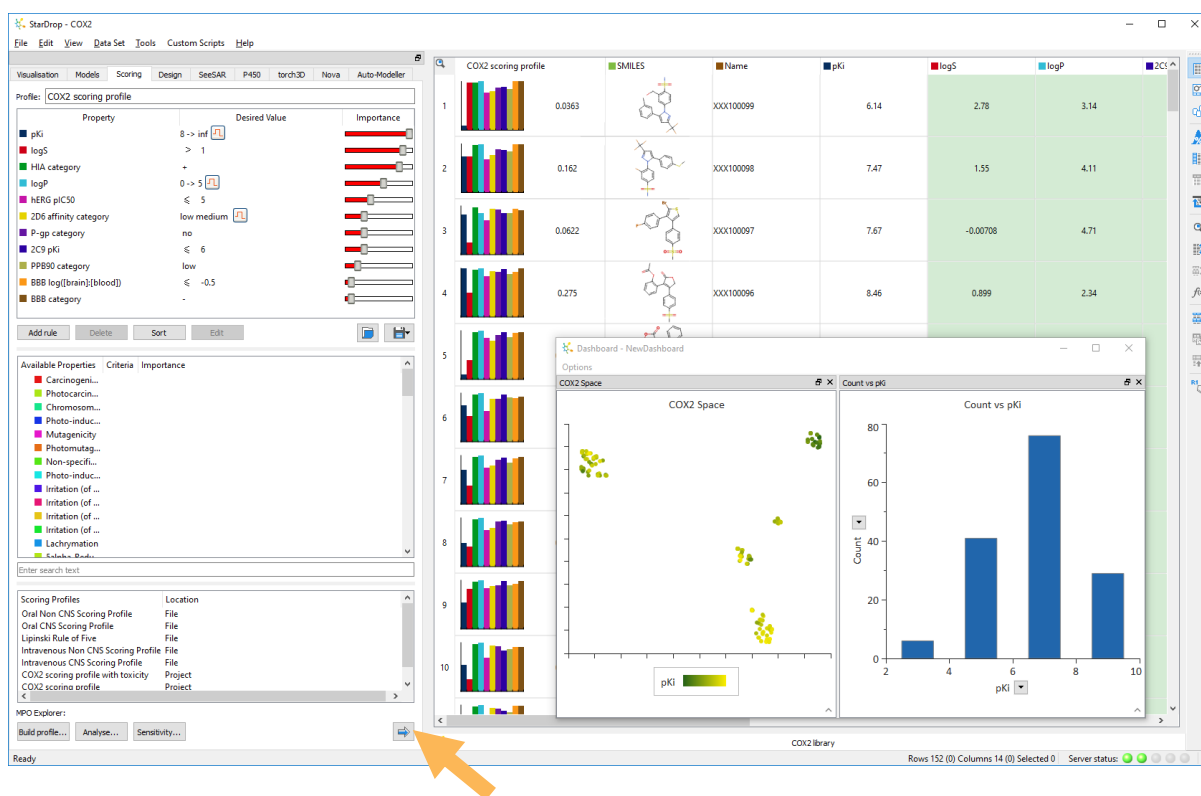 StarDrop - COX2
File Edit View Data Set Tools Custom Scripts Help
Visualisation Models Scoring Design SeeSAR P450 torch3D Nova Auto-Modeller
Profile: COX2 scoring profile
Property Desired Value Importance
pKi 8 -> inf
logS > 1
HIA category +
logP 0 -> 5
hERG pIC50 ≤ 5
2D6 affinity category low medium
P-gp category no
2C9 pKi ≤ 6
PPB90 category low
BBB log([brain]:[blood]) ≤ -0.5
BBB category -
Add rule Delete Sort Edit
Available Properties Criteria Importance
Carcinogeni...
Photocarcin...
Chromosom...
Photo-induc...
Mutagenicity
Photomutag...
Non-specifi...
Photo-induc...
Irritation (of ...
Irritation (of ...
Irritation (of ...
Irritation (of ...
Lachrymation
Enter search text
Scoring Profiles Location
Oral Non CNS Scoring Profile File
Oral CNS Scoring Profile File
Lipinski Rule of Five File
Intravenous Non CNS Scoring Profile File
Intravenous CNS Scoring Profile File
COX2 scoring profile with toxicity Project
COX2 scoring profile Project
MPO Explorer:
Build profile... Analyse... Sensitivity...
Ready
COX2 scoring profile SMILES Name pKi logS logP 2C9
1 0.0363 XXX100099 6.14 2.78 3.14
2 0.162 XXX100098 7.47 1.55 4.11
3 0.0622 XXX100097 7.67 -0.00708 4.71
4 0.275 XXX100096 8.46 0.899 2.34
5
6
7
8
9
10
Dashboard - NewDashboard
Options
COX2 Space
COX2 Space
pKi
Count vs pKi
Count vs pKi
80
60
40
20
0
Count
2 4 6 8 10
pKi
COX2 library
Rows 152 (0) Columns 14 (0) Selected 0 Server status: